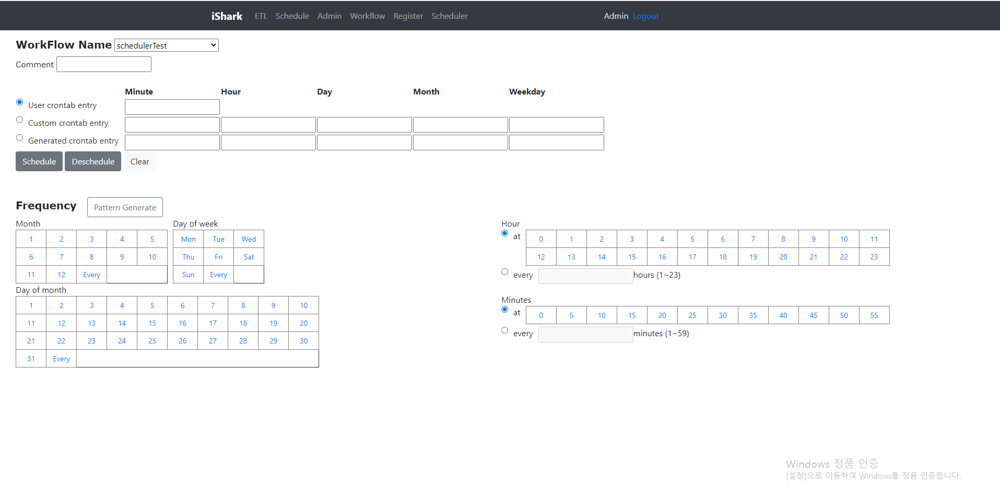 iShark ETL Schedule Admin Workflow Register Scheduler Admin Logout
WorkFlow Name schedulerTest
Comment
Minute Hour Day Month Weekday
User crontab entry
Custom crontab entry
Generated crontab entry
Schedule Deschedule Clear
Frequency Pattern Generate
Month
1 2 3 4 5
6 7 8 9 10
11 12 Every
Day of week
Mon Tue Wed
Thu Fri Sat
Sun Every
Day of month
1 2 3 4 5 6 7 8 9 10
11 12 13 14 15 16 17 18 19 20
21 22 23 24 25 26 27 28 29 30
31 Every
Hour
at 0 1 2 3 4 5 6 7 8 9 10 11
12 13 14 15 16 17 18 19 20 21 22 23
every hours (1~23)
Minutes
at 0 5 10 15 20 25 30 35 40 45 50 55
every minutes (1~59)
Windows 정품 인증
[설정]으로 이동하여 Windows를 정품 인증합니다.